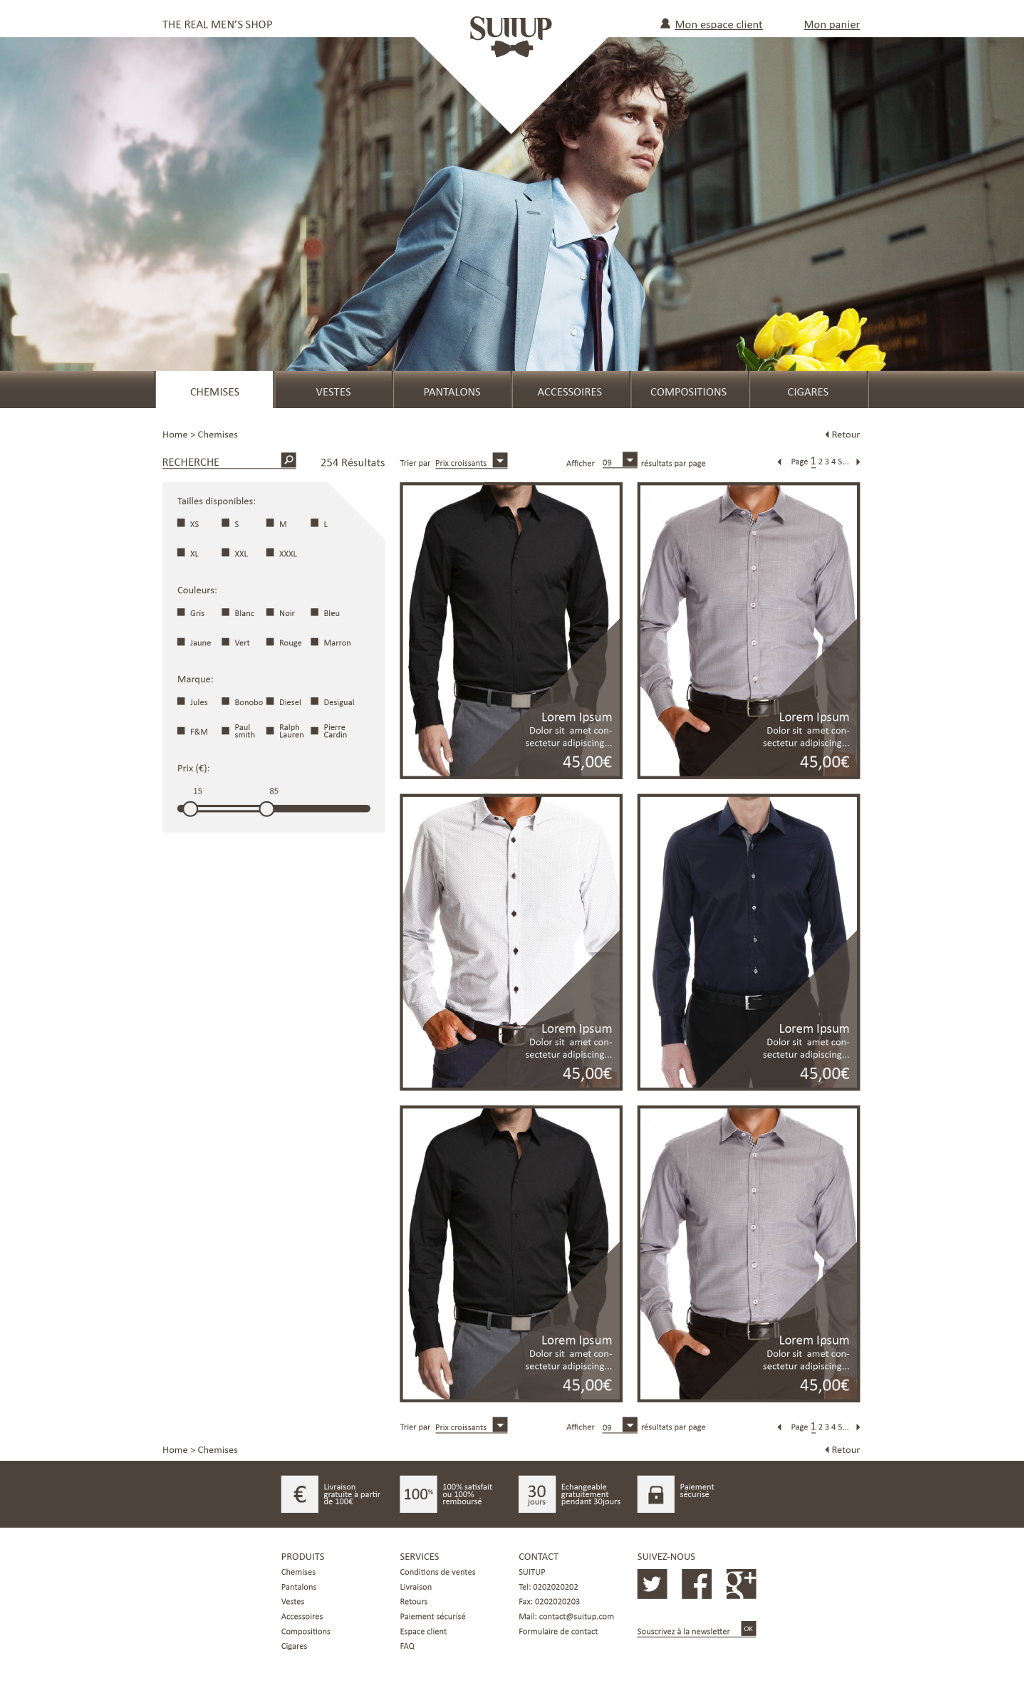 THE REAL MEN'S SHOP
SUITUP
Mon espace client
Mon panier
CHEMISES
VESTES
PANTALONS
ACCESSOIRES
COMPOSITIONS
CIGARES
Home > Chemises
Retour
RECHERCHE
254 Résultats
Trier par Prix croissants
Afficher 09 résultats par page
Page 1 2 3 4 5...
Tailles disponibles:
XS S M L
XL XXL XXXL
Couleurs:
Gris Blanc Noir Bleu
Jaune Vert Rouge Marron
Marque:
Jules Bonobo Diesel Desigual
F&M
Paul
smith
Ralph
Lauren
Pierre
Cardin
Prix (€):
15 85
Lorem Ipsum
Dolor sit amet con-
sectetur adipiscing...
45,00€
Lorem Ipsum
Dolor sit amet con-
sectetur adipiscing...
45,00€
Lorem Ipsum
Dolor sit amet con-
sectetur adipiscing...
45,00€
Lorem Ipsum
Dolor sit amet con-
sectetur adipiscing...
45,00€
Lorem Ipsum
Dolor sit amet con-
sectetur adipiscing...
45,00€
Lorem Ipsum
Dolor sit amet con-
sectetur adipiscing...
45,00€
Trier par Prix croissants
Afficher 09 résultats par page
Page 1 2 3 4 5...
Home > Chemises
Retour
€
Livraison
gratuite à partir
de 100€
100%
100% satisfait
ou 100%
remboursé
30
jours
Echangeable
gratuitement
pendant 30jours
Paiement
sécurisé
PRODUITS
Chemises
Pantalons
Vestes
Accessoires
Compositions
Cigares
SERVICES
Conditions de ventes
Livraison
Retours
Paiement sécurisé
Espace client
FAQ
CONTACT
SUITUP
Tel: 0202020202
Fax: 0202020203
Mail: contact@suitup.com
Formulaire de contact
SUIVEZ-NOUS
Souscrivez à la newsletter
OK